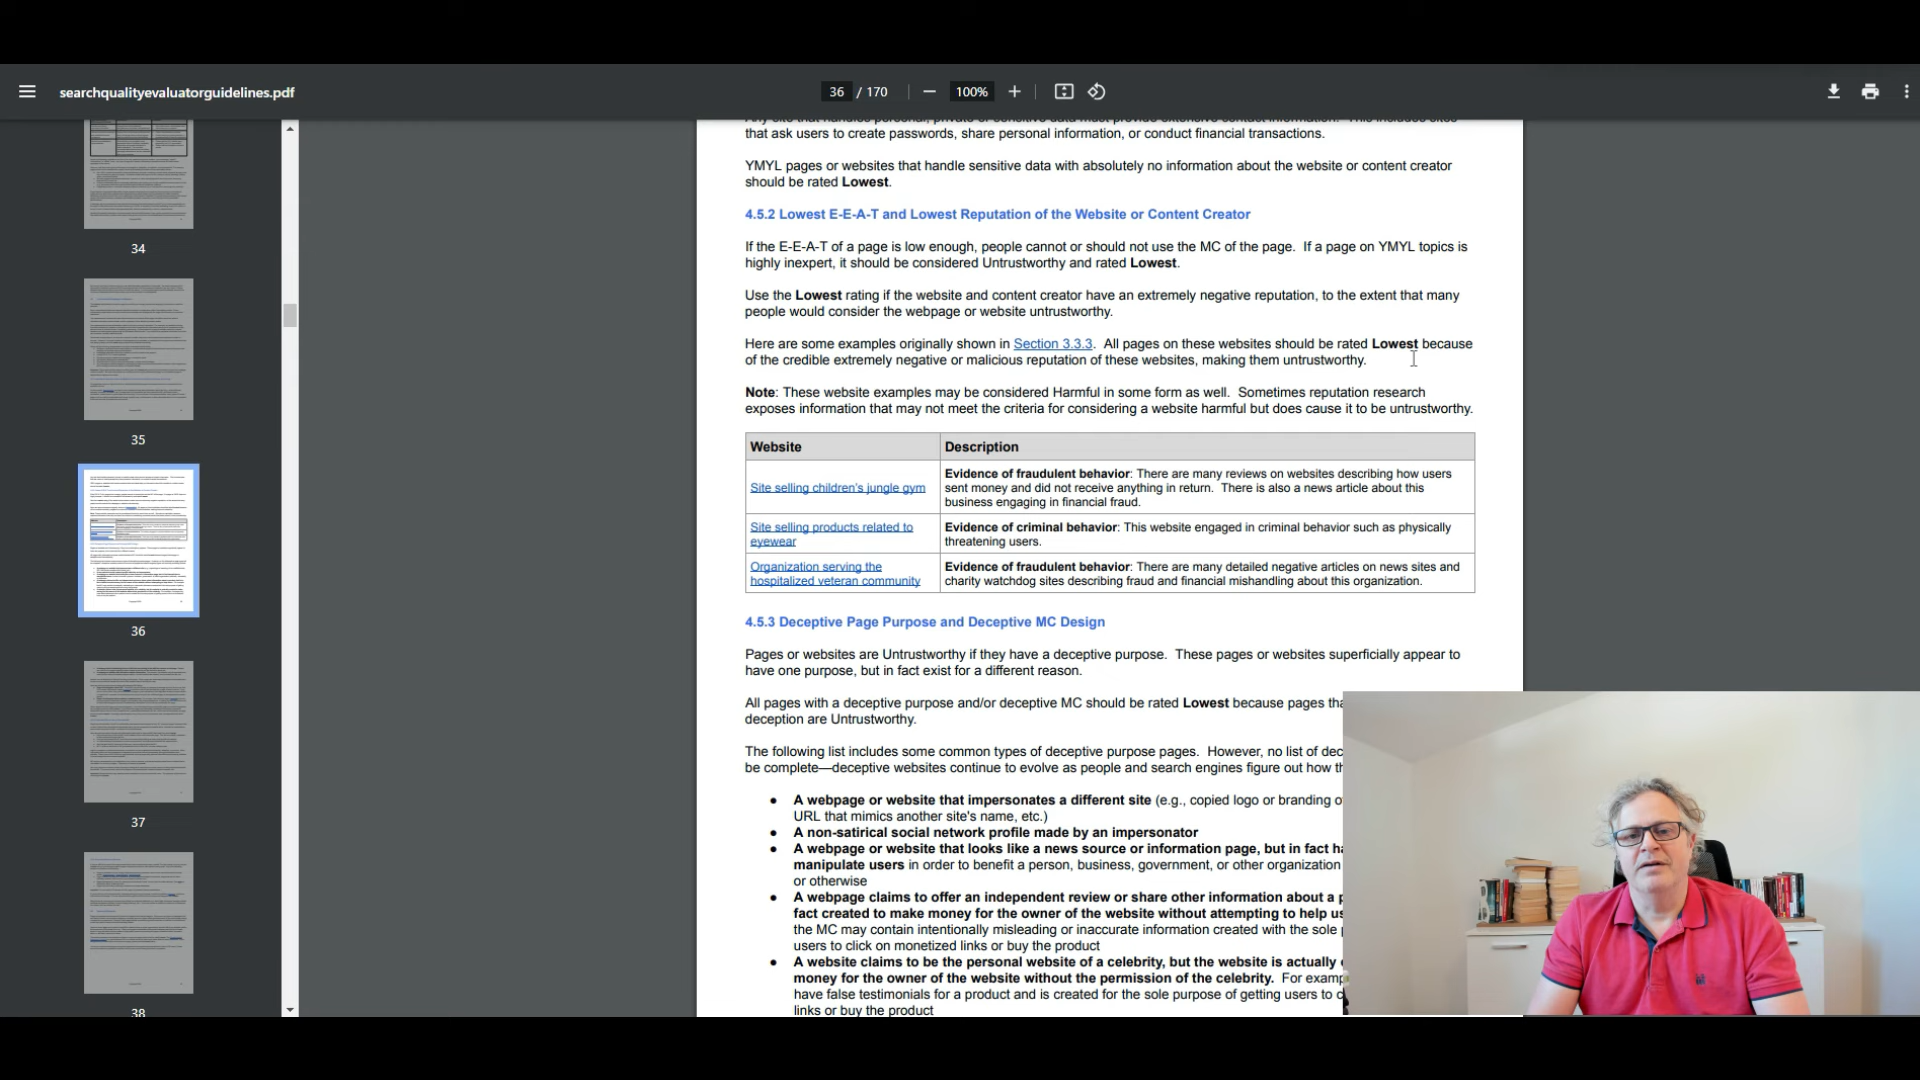 searchqualityevaluatorguidelines.pdf
36 / 170
100%
34
35
36
37
38
that ask users to create passwords, share personal information, or conduct financial transactions.
YMYL pages or websites that handle sensitive data with absolutely no information about the website or content creator
should be rated Lowest.
4.5.2 Lowest E-E-A-T and Lowest Reputation of the Website or Content Creator
If the E-E-A-T of a page is low enough, people cannot or should not use the MC of the page. If a page on YMYL topics is
highly inexpert, it should be considered Untrustworthy and rated Lowest.
Use the Lowest rating if the website and content creator have an extremely negative reputation, to the extent that many
people would consider the webpage or website untrustworthy.
Here are some examples originally shown in Section 3.3.3. All pages on these websites should be rated Lowest because
of the credible extremely negative or malicious reputation of these websites, making them untrustworthy.
Note: These website examples may be considered Harmful in some form as well. Sometimes reputation research
exposes information that may not meet the criteria for considering a website harmful but does cause it to be untrustworthy.
Website Description
Site selling children's jungle gym
Evidence of fraudulent behavior: There are many reviews on websites describing how users
sent money and did not receive anything in return. There is also a news article about this
business engaging in financial fraud.
Site selling products related to
eyewear
Evidence of criminal behavior: This website engaged in criminal behavior such as physically
threatening users.
Organization serving the
hospitalized veteran community
Evidence of fraudulent behavior: There are many detailed negative articles on news sites and
charity watchdog sites describing fraud and financial mishandling about this organization.
4.5.3 Deceptive Page Purpose and Deceptive MC Design
Pages or websites are Untrustworthy if they have a deceptive purpose. These pages or websites superficially appear to
have one purpose, but in fact exist for a different reason.
All pages with a deceptive purpose and/or deceptive MC should be rated Lowest because pages tha
deception are Untrustworthy.
The following list includes some common types of deceptive purpose pages. However, no list of dec
be complete—deceptive websites continue to evolve as people and search engines figure out how th
● A webpage or website that impersonates a different site (e.g., copied logo or branding o
URL that mimics another site's name, etc.)
● A non-satirical social network profile made by an impersonator
● A webpage or website that looks like a news source or information page, but in fact ha
manipulate users in order to benefit a person, business, government, or other organization
or otherwise
● A webpage claims to offer an independent review or share other information about a p
fact created to make money for the owner of the website without attempting to help us
the MC may contain intentionally misleading or inaccurate information created with the sole
users to click on monetized links or buy the product
● A website claims to be the personal website of a celebrity, but the website is actually
money for the owner of the website without the permission of the celebrity. For examp
have false testimonials for a product and is created for the sole purpose of getting users to c
links or buy the product